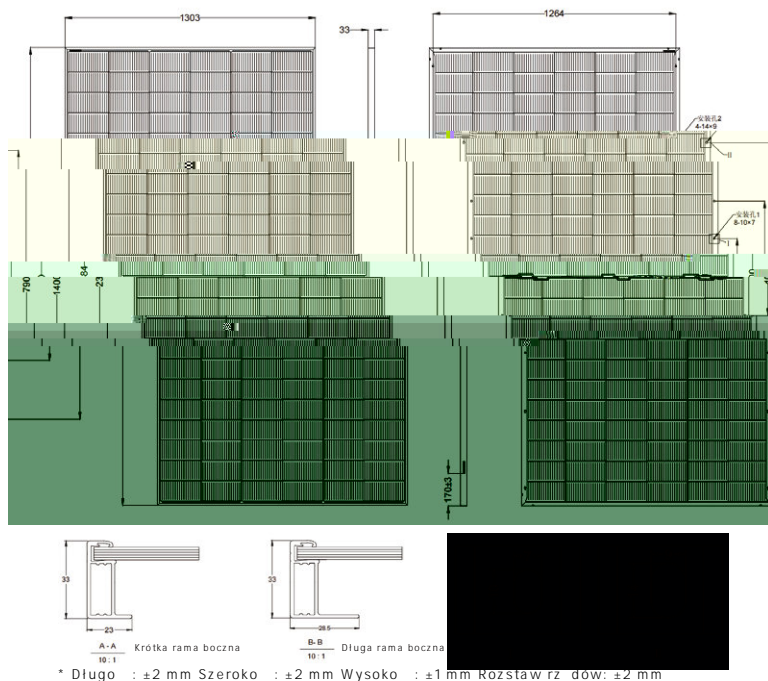 1303
1264
33
安装孔2
4-14×9
II
安装孔1
8-10×7
I
790
1400
84
23
170±3
33
33
23
28.5
A-A Krótka rama boczna
10:1
B-B Długa rama boczna
10:1
* Długo : ±2 mm Szeroko : ±2 mm Wysoko : ±1 mm Rozstaw rz dów: ±2 mm